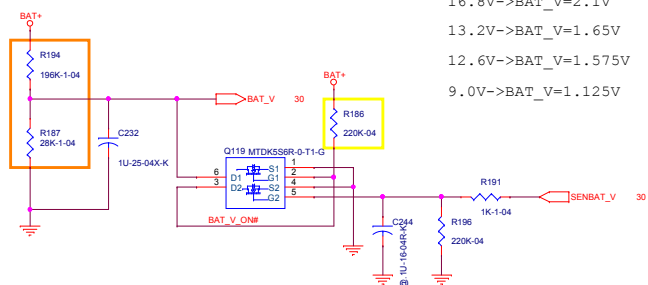 16.8V->BAT_V=2.1V
BAT+
13.2V->BAT_V=1.65V
R194
196K-1-04
12.6V->BAT_V=1.575V
BAT+
BAT_V 30
9.0V->BAT_V=1.125V
R186
220K-04
R187
28K-1-04
C232
1U-25-04X-K
Q119 MTDK5S6R-0-T1-G
6 D1 S1 1
3 D2 G1 2
S2 4
G2 5
R191
1K-1-04
SENBAT_V 30
BAT_V_ON#
C244
@.1U-16-04R-K
R196
220K-04